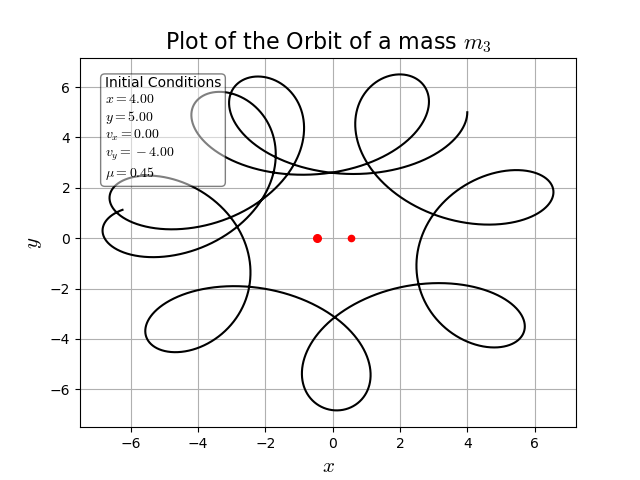 Plot of the Orbit of a mass m₃
Initial Conditions
x = 4.00
y = 5.00
vₓ = 0.00
v_y = −4.00
μ = 0.45
6
4
2
0
−2
−4
−6
y
−6 −4 −2 0 2 4 6
x